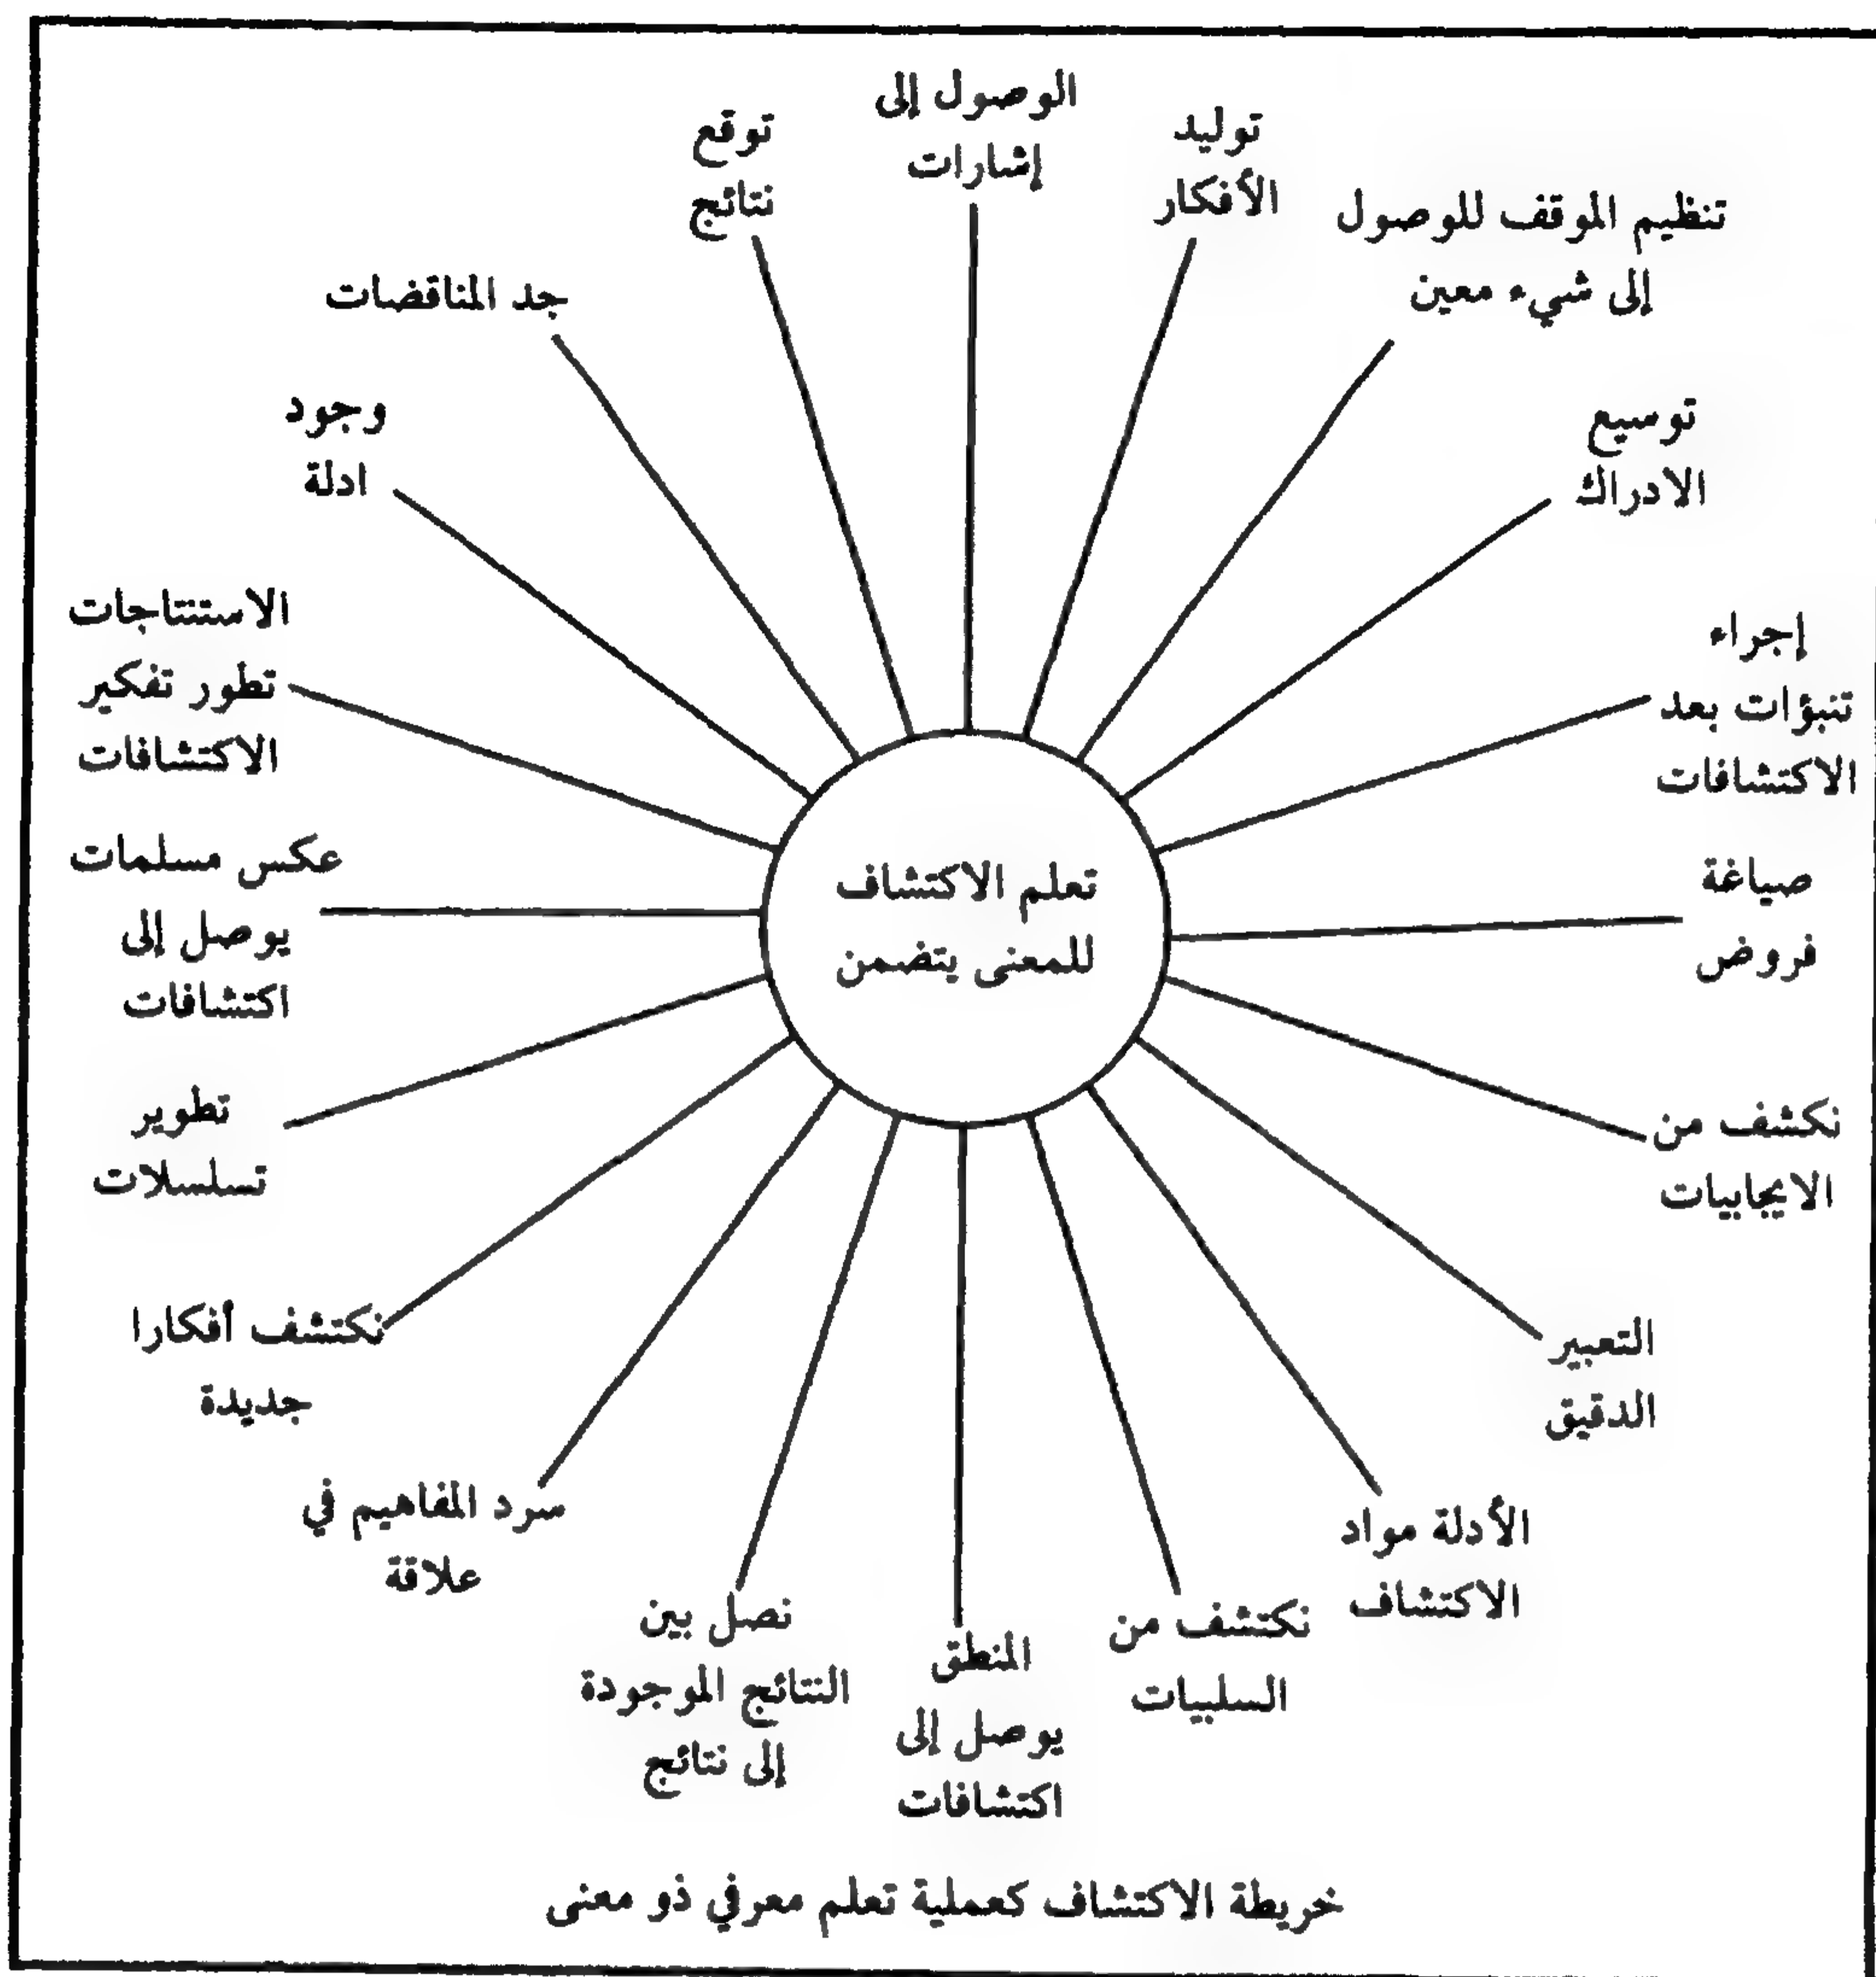 الوصول إلى
إشارات
توليد
الأفكار
تنظيم الموقف للوصول
إلى شيء معين
توسيع
الادراك
إجراء
تنبؤات بعد
الاكتشافات
صياغة
فروض
نكشف من
الايجابيات
التعبير
الدقيق
الأدلة مواد
الاكتشاف
نكتشف من
السلبيات
المنطق
يوصل إلى
اكتشافات
نصل بين
النتائج الموجودة
إلى نتائج
سرد المفاهيم في
علاقة
نكتشف أفكارا
جديدة
تطوير
تسلسلات
عكس مسلمات
يوصل إلى
اكتشافات
الاستنتاجات
تطور تفكير
الاكتشافات
وجود
ادلة
جد المناقضات
توقع
نتائج
تعلم الاكتشاف
للمعنى يتضمن
خريطة الاكتشاف كعملية تعلم معرفي ذو معنى